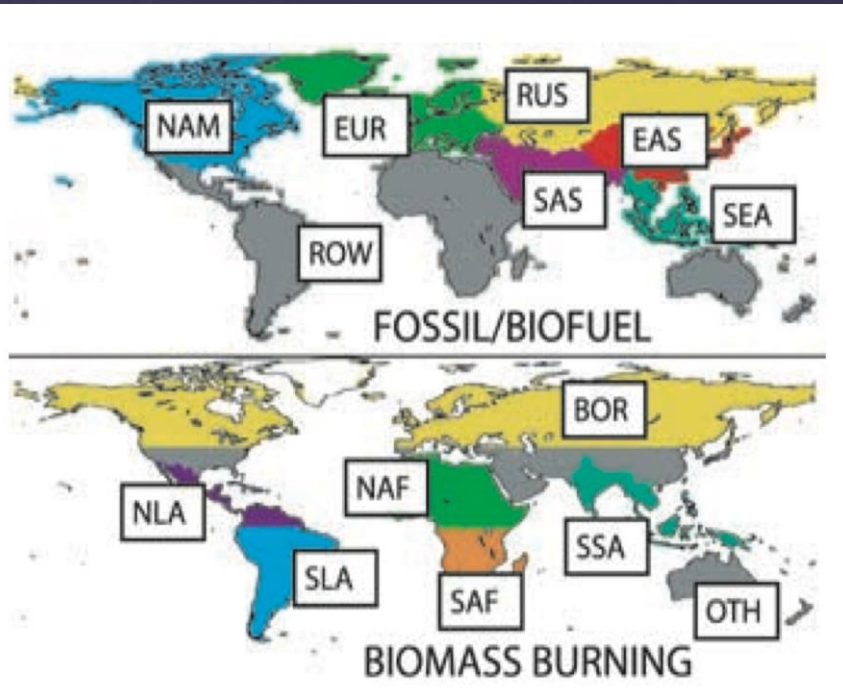 RUS
NAM
EUR
EAS
SAS
SEA
ROW
FOSSIL/BIOFUEL
BOR
NAF
NLA
SSA
SLA
SAF
OTH
BIOMASS BURNING